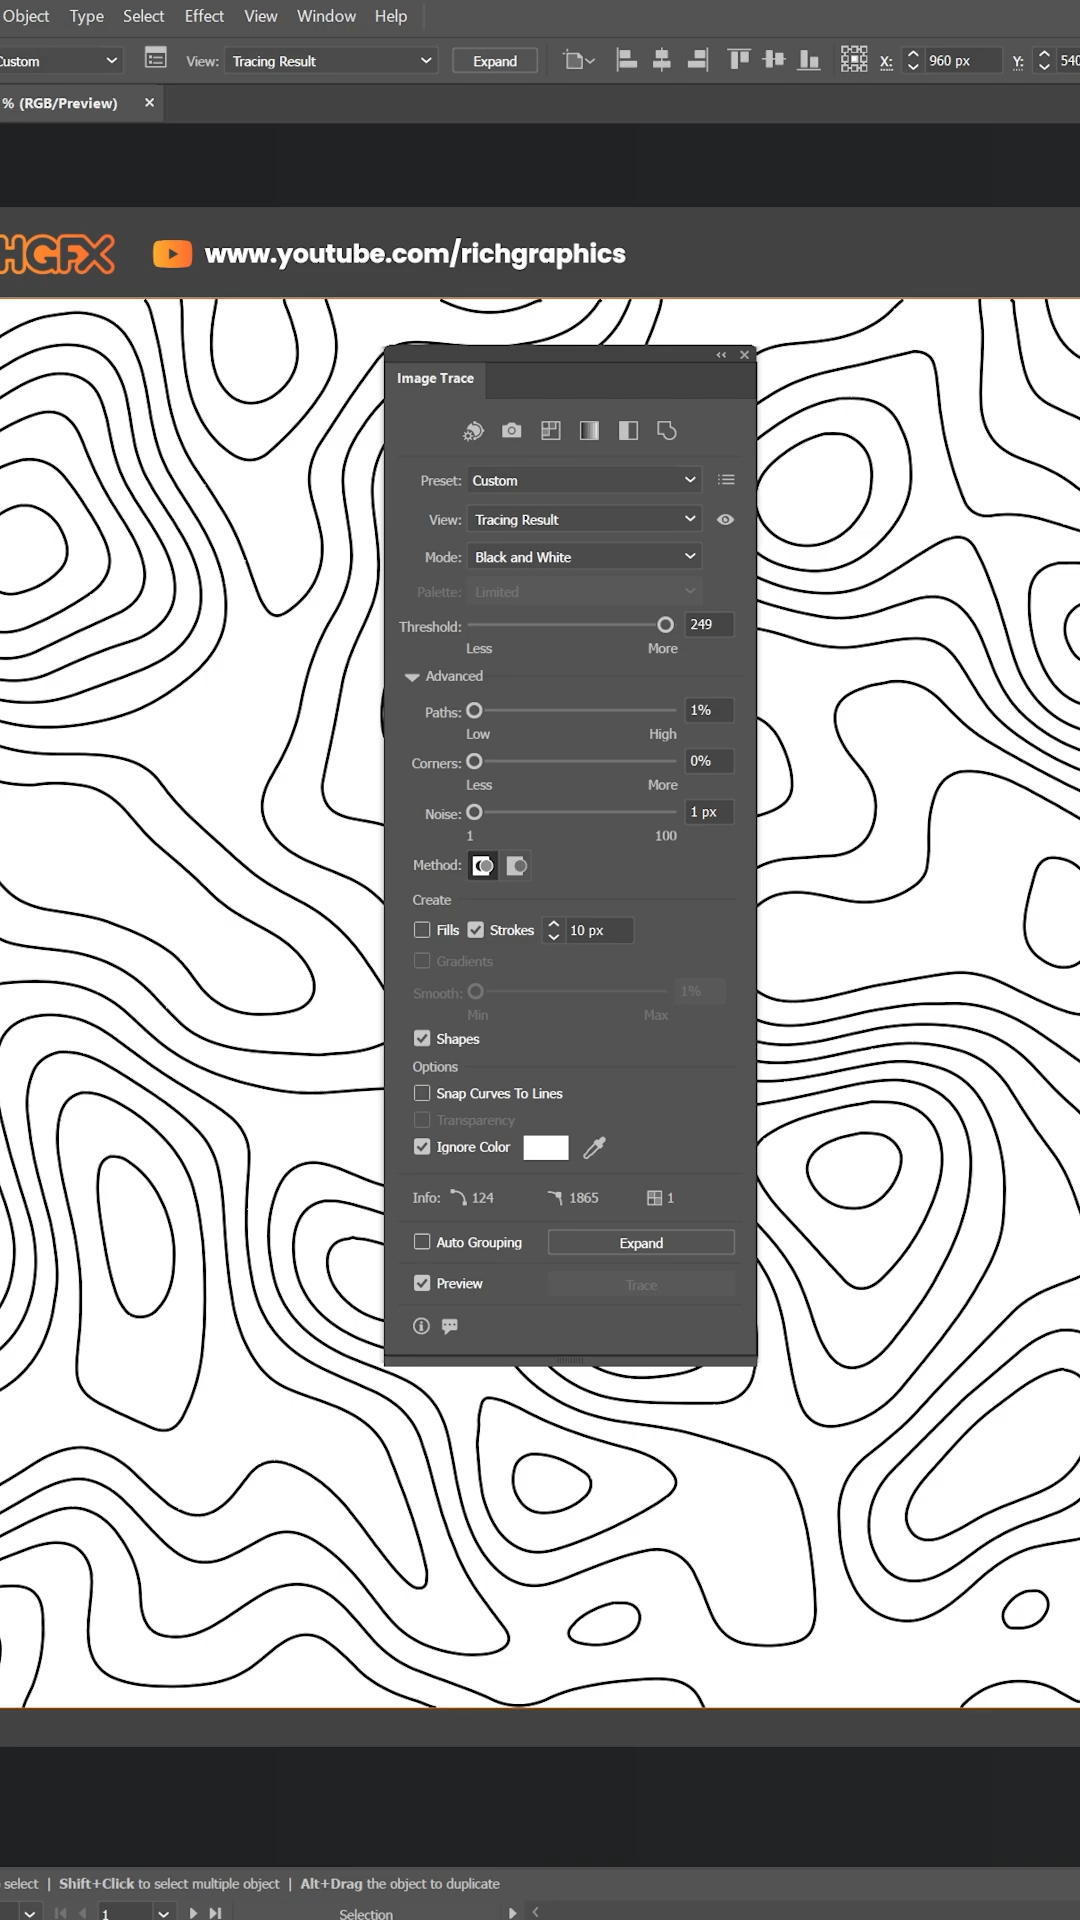 Object Type Select Effect View Window Help
Custom View: Tracing Result Expand X: 960 px Y: 540
% (RGB/Preview) ×
HGFX www.youtube.com/richgraphics
Image Trace
Preset: Custom
View: Tracing Result
Mode: Black and White
Palette: Limited
Threshold: 249
Less More
Advanced
Paths: 1%
Low High
Corners: 0%
Less More
Noise: 1 px
1 100
Method:
Create
Fills Strokes 10 px
Gradients
Smooth: 1%
Min Max
Shapes
Options
Snap Curves To Lines
Transparency
Ignore Color
Info: 124 1865 1
Auto Grouping Expand
Preview Trace
select | Shift+Click to select multiple object | Alt+Drag the object to duplicate
1 Selection